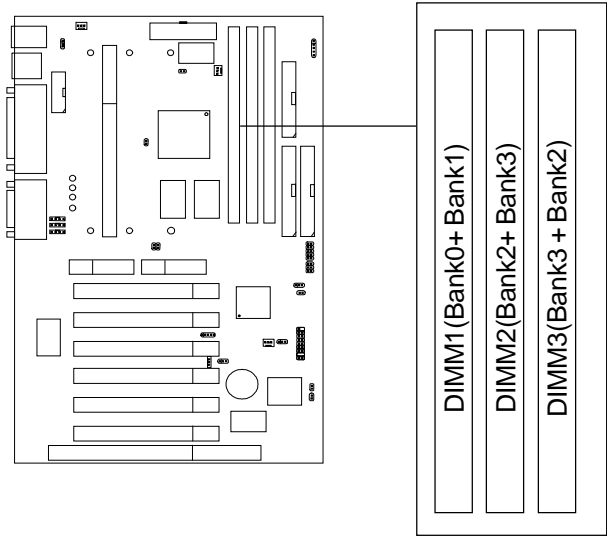 DIMM1(Bank0+ Bank1)
DIMM2(Bank2+ Bank3)
DIMM3(Bank3 + Bank2)